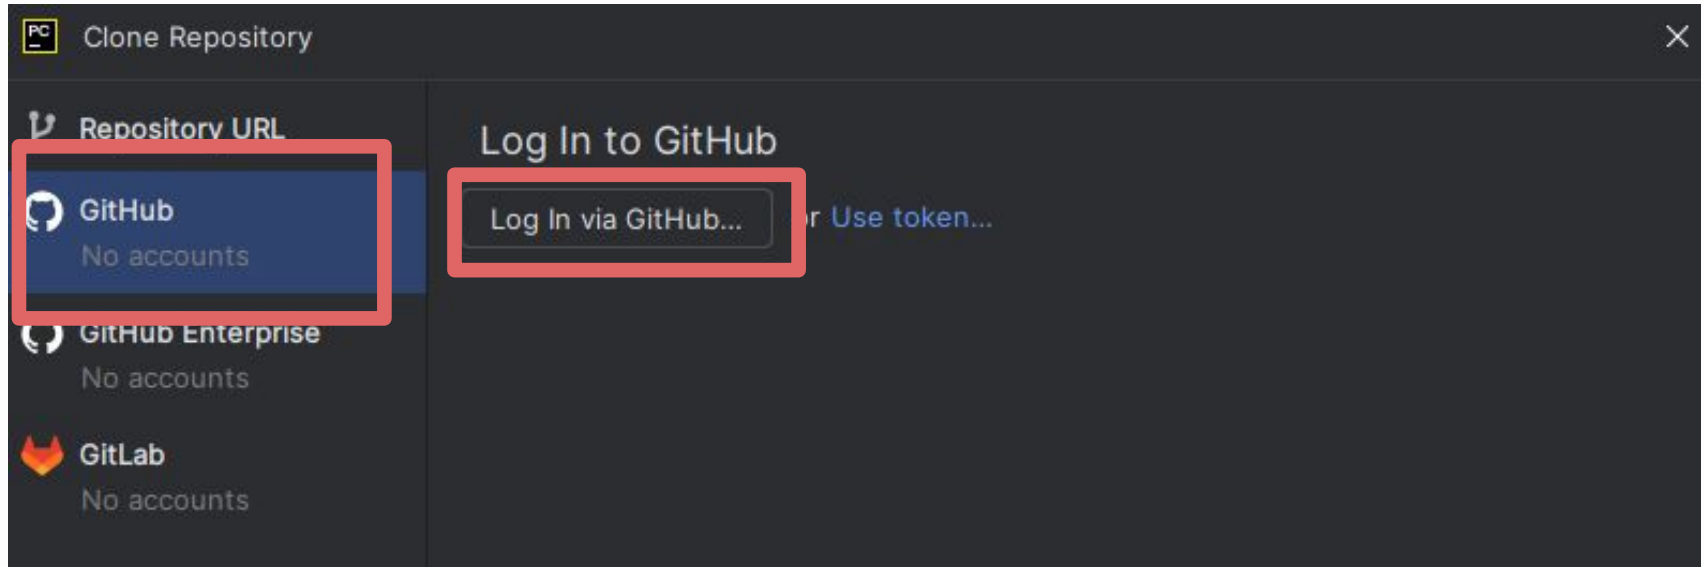 PC
Clone Repository
Repository URL
GitHub
No accounts
GitHub Enterprise
No accounts
GitLab
No accounts
Log In to GitHub
Log In via GitHub...
Use token...